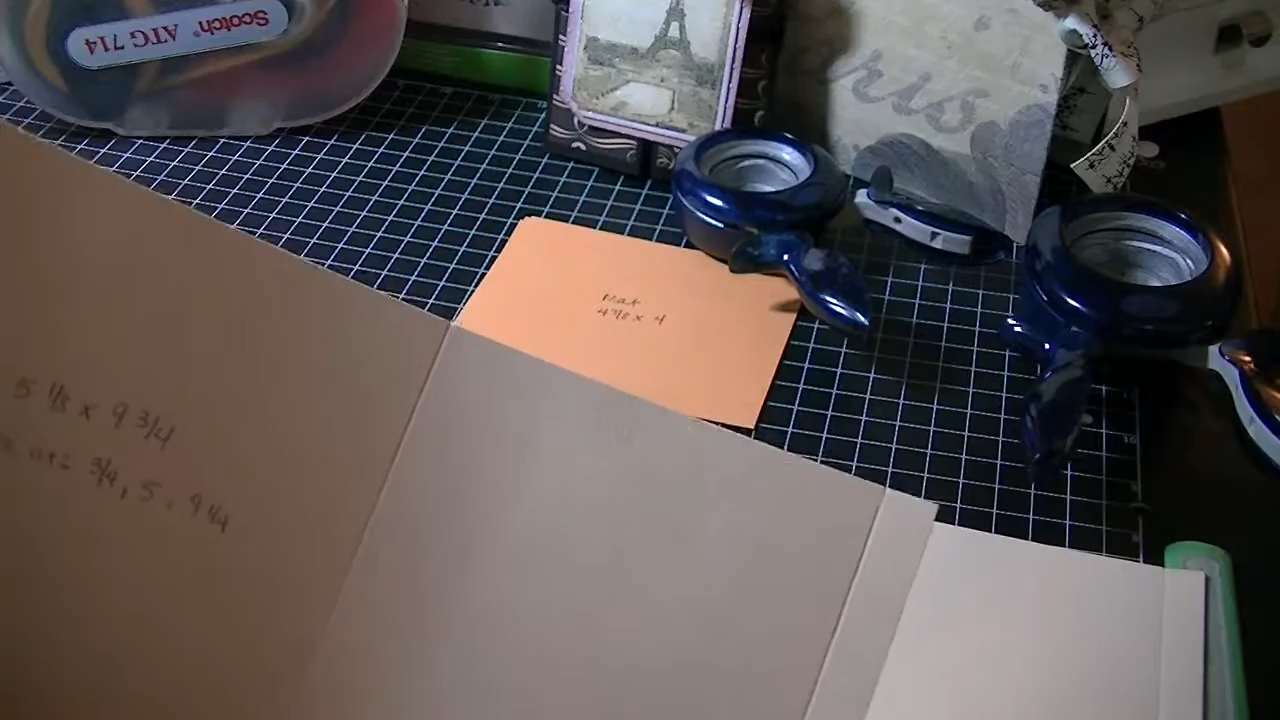 Scotch ATG 714
ris
Mat
4 7/8 x 4
5 1/8 x 9 3/4
3/4, 5, 9 1/4